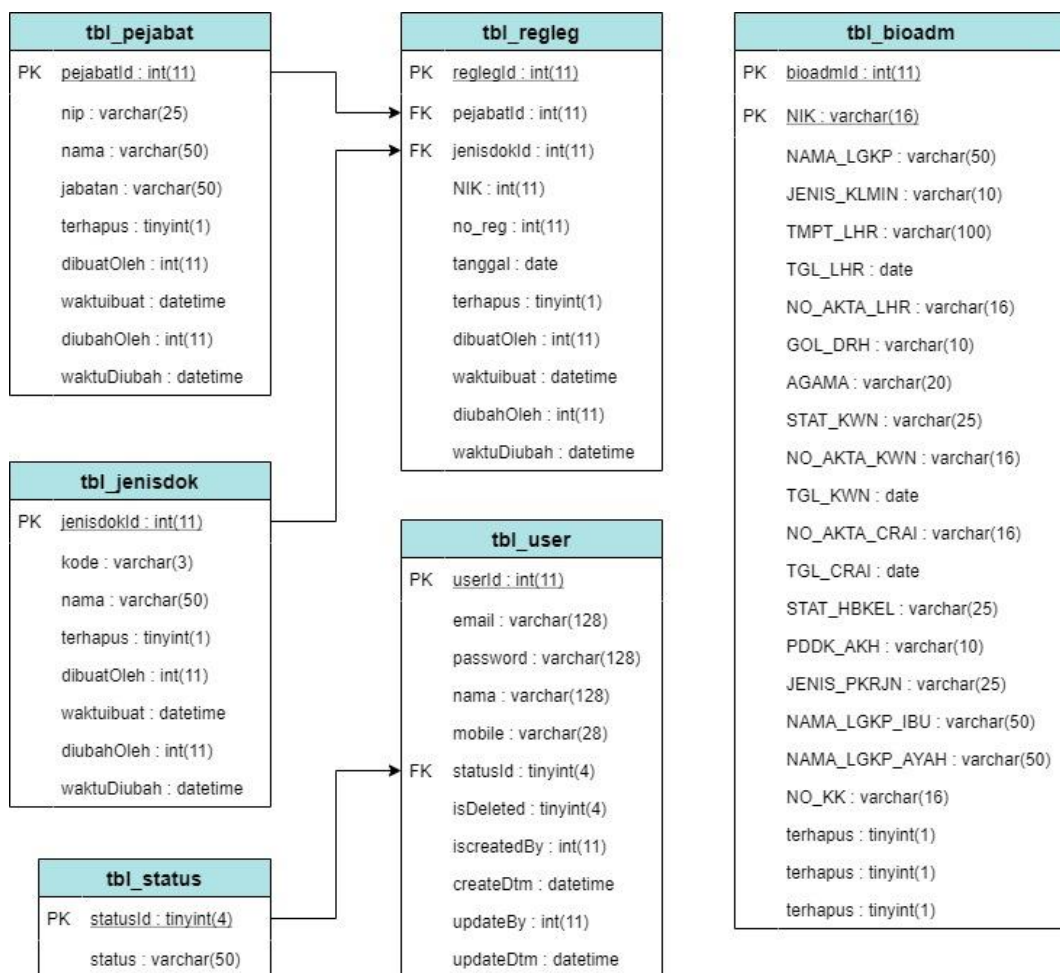 tbl_pejabat
PK pejabatId : int(11)
nip : varchar(25)
nama : varchar(50)
jabatan : varchar(50)
terhapus : tinyint(1)
dibuatOleh : int(11)
waktuibuat : datetime
diubahOleh : int(11)
waktuDiubah : datetime
tbl_jenisdok
PK jenisdokId : int(11)
kode : varchar(3)
nama : varchar(50)
terhapus : tinyint(1)
dibuatOleh : int(11)
waktuibuat : datetime
diubahOleh : int(11)
waktuDiubah : datetime
tbl_status
PK statusId : tinyint(4)
status : varchar(50)
tbl_regleg
PK reglegId : int(11)
FK pejabatId : int(11)
FK jenisdokId : int(11)
NIK : int(11)
no_reg : int(11)
tanggal : date
terhapus : tinyint(1)
dibuatOleh : int(11)
waktuibuat : datetime
diubahOleh : int(11)
waktuDiubah : datetime
tbl_user
PK userId : int(11)
email : varchar(128)
password : varchar(128)
nama : varchar(128)
mobile : varchar(28)
FK statusId : tinyint(4)
isDeleted : tinyint(4)
iscreatedBy : int(11)
createDtm : datetime
updateBy : int(11)
updateDtm : datetime
tbl_bioadm
PK bioadmId : int(11)
PK NIK : varchar(16)
NAMA_LGKP : varchar(50)
JENIS_KLMIN : varchar(10)
TMPT_LHR : varchar(100)
TGL_LHR : date
NO_AKTA_LHR : varchar(16)
GOL_DRH : varchar(10)
AGAMA : varchar(20)
STAT_KWN : varchar(25)
NO_AKTA_KWN : varchar(16)
TGL_KWN : date
NO_AKTA_CRAI : varchar(16)
TGL_CRAI : date
STAT_HBKEL : varchar(25)
PDDK_AKH : varchar(10)
JENIS_PKRJN : varchar(25)
NAMA_LGKP_IBU : varchar(50)
NAMA_LGKP_AYAH : varchar(50)
NO_KK : varchar(16)
terhapus : tinyint(1)
terhapus : tinyint(1)
terhapus : tinyint(1)